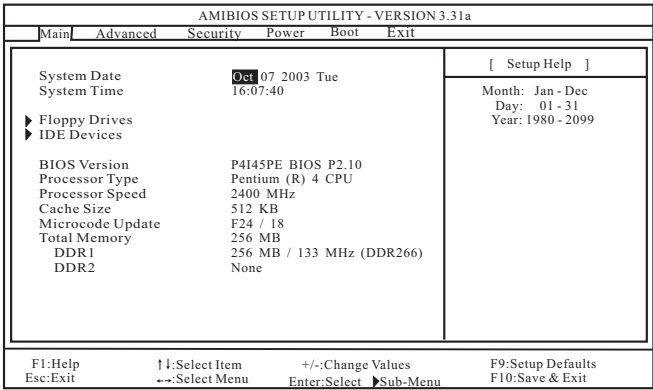 AMIBIOS SETUP UTILITY - VERSION 3.31a
Main Advanced Security Power Boot Exit
System Date Oct 07 2003 Tue
System Time 16:07:40
Floppy Drives
IDE Devices
BIOS Version P4I45PE BIOS P2.10
Processor Type Pentium (R) 4 CPU
Processor Speed 2400 MHz
Cache Size 512 KB
Microcode Update F24 / 18
Total Memory 256 MB
DDR1 256 MB / 133 MHz (DDR266)
DDR2 None
[ Setup Help ]
Month: Jan - Dec
Day: 01 - 31
Year: 1980 - 2099
F1:Help ↑↓:Select Item +/-:Change Values F9:Setup Defaults
Esc:Exit ←→:Select Menu Enter:Select ▶Sub-Menu F10:Save & Exit